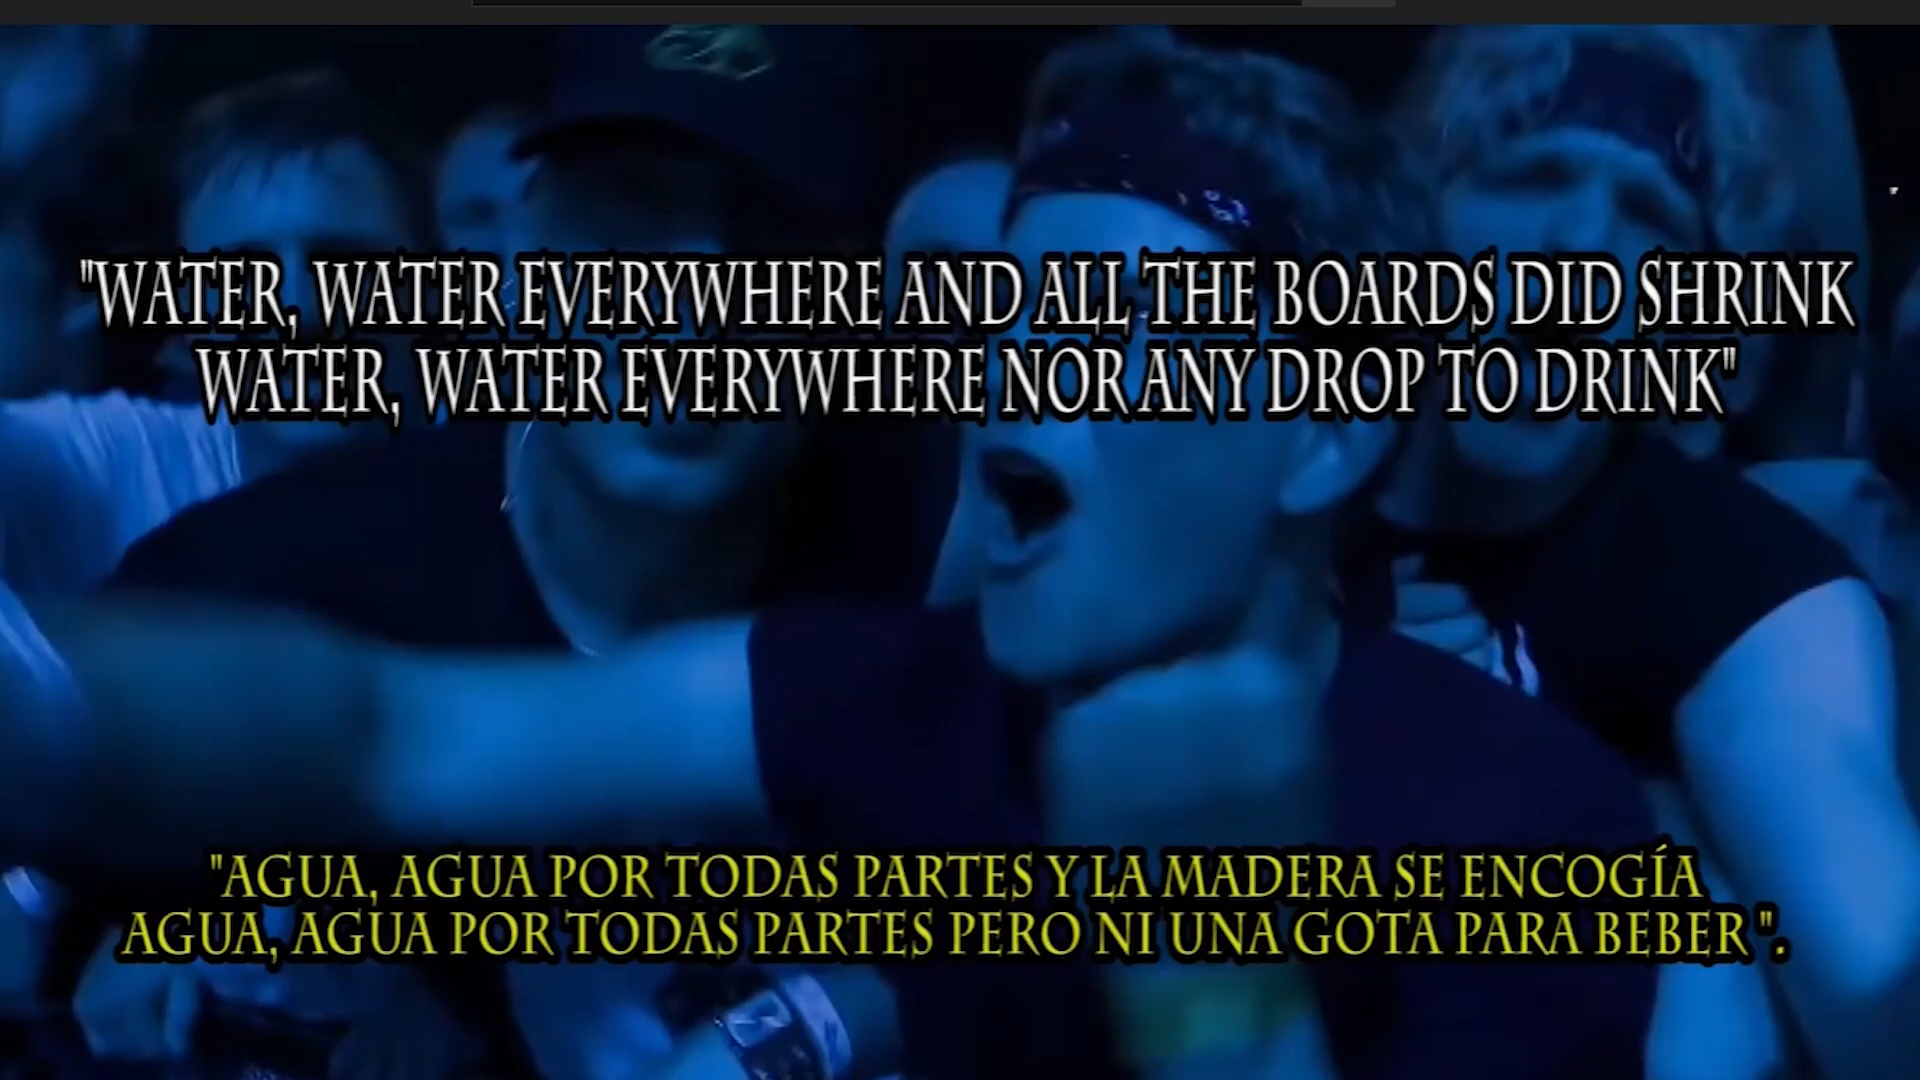 "WATER, WATER EVERYWHERE AND ALL THE BOARDS DID SHRINK
WATER, WATER EVERYWHERE NOR ANY DROP TO DRINK"
"AGUA, AGUA POR TODAS PARTES Y LA MADERA SE ENCOGÍA
AGUA, AGUA POR TODAS PARTES PERO NI UNA GOTA PARA BEBER ".